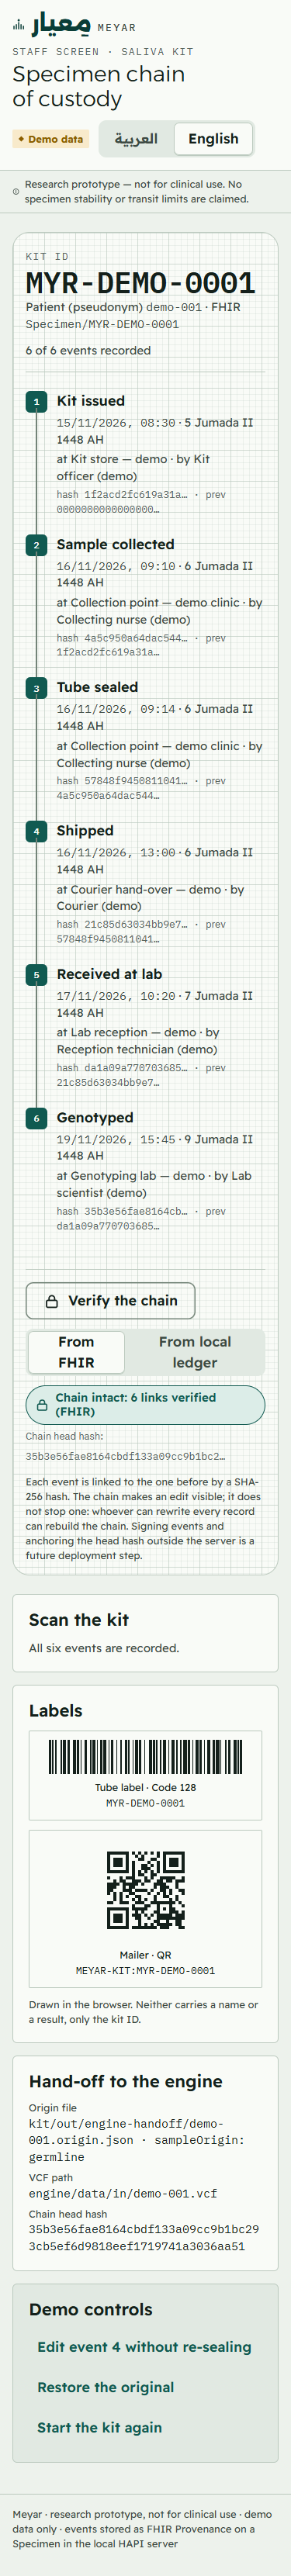 معيار MEYAR
STAFF SCREEN · SALIVA KIT
Specimen chain
of custody
Demo data
العربية English
Research prototype — not for clinical use. No
specimen stability or transit limits are claimed.
KIT ID
MYR-DEMO-0001
Patient (pseudonym) demo-001 · FHIR
Specimen/MYR-DEMO-0001
6 of 6 events recorded
1 Kit issued
15/11/2026, 08:30 · 5 Jumada II
1448 AH
at Kit store — demo · by Kit
officer (demo)
hash 1f2acd2fc619a31a… · prev
0000000000000000…
2 Sample collected
16/11/2026, 09:10 · 6 Jumada II
1448 AH
at Collection point — demo clinic · by
Collecting nurse (demo)
hash 4a5c950a64dac544… · prev
1f2acd2fc619a31a…
3 Tube sealed
16/11/2026, 09:14 · 6 Jumada II
1448 AH
at Collection point — demo clinic · by
Collecting nurse (demo)
hash 57848f9450811041… · prev
4a5c950a64dac544…
4 Shipped
16/11/2026, 13:00 · 6 Jumada II
1448 AH
at Courier hand-over — demo · by
Courier (demo)
hash 21c85d63034bb9e7… · prev
57848f9450811041…
5 Received at lab
17/11/2026, 10:20 · 7 Jumada II
1448 AH
at Lab reception — demo · by
Reception technician (demo)
hash da1a09a770703685… · prev
21c85d63034bb9e7…
6 Genotyped
19/11/2026, 15:45 · 9 Jumada II
1448 AH
at Genotyping lab — demo · by Lab
scientist (demo)
hash 35b3e56fae8164cb… · prev
da1a09a770703685…
Verify the chain
From
FHIR
From local
ledger
Chain intact: 6 links verified
(FHIR)
Chain head hash:
35b3e56fae8164cbdf133a09cc9b1bc2…
Each event is linked to the one before by a SHA-
256 hash. The chain makes an edit visible; it does
not stop one: whoever can rewrite every record
can rebuild the chain. Signing events and
anchoring the head hash outside the server is a
future deployment step.
Scan the kit
All six events are recorded.
Labels
Tube label · Code 128
MYR-DEMO-0001
Mailer · QR
MEYAR-KIT:MYR-DEMO-0001
Drawn in the browser. Neither carries a name or
a result, only the kit ID.
Hand-off to the engine
Origin file
kit/out/engine-handoff/demo-
001.origin.json · sampleOrigin:
germline
VCF path
engine/data/in/demo-001.vcf
Chain head hash
35b3e56fae8164cbdf133a09cc9b1bc29
3cb5ef6d9818eef1719741a3036aa51
Demo controls
Edit event 4 without re-sealing
Restore the original
Start the kit again
Meyar · research prototype, not for clinical use · demo
data only · events stored as FHIR Provenance on a
Specimen in the local HAPI server